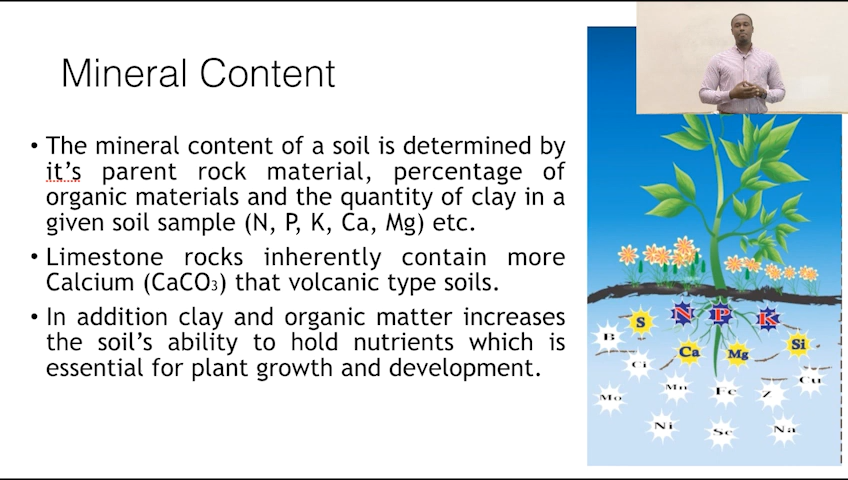 Mineral Content
• The mineral content of a soil is determined by
it's parent rock material, percentage of
organic materials and the quantity of clay in a
given soil sample (N, P, K, Ca, Mg) etc.
• Limestone rocks inherently contain more
Calcium (CaCO₃) that volcanic type soils.
• In addition clay and organic matter increases
the soil's ability to hold nutrients which is
essential for plant growth and development.
S N P K
B Ca Mg Si
Ci
Mo Mn Fe Z Cu
Ni Se Na